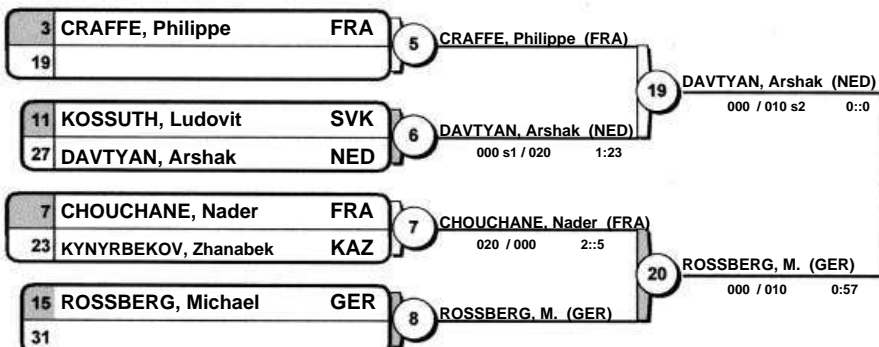 3 CRAFFE, Philippe FRA
19
5
CRAFFE, Philippe (FRA)
11 KOSSUTH, Ludovit SVK
27 DAVTYAN, Arshak NED
6
DAVTYAN, Arshak (NED)
000 s1 / 020 1:23
19
DAVTYAN, Arshak (NED)
000 / 010 s2 0::0
7 CHOUCHANE, Nader FRA
23 KYNYRBEKOV, Zhanabek KAZ
7
CHOUCHANE, Nader (FRA)
020 / 000 2::5
15 ROSSBERG, Michael GER
31
8
ROSSBERG, M. (GER)
20
ROSSBERG, M. (GER)
000 / 010 0:57